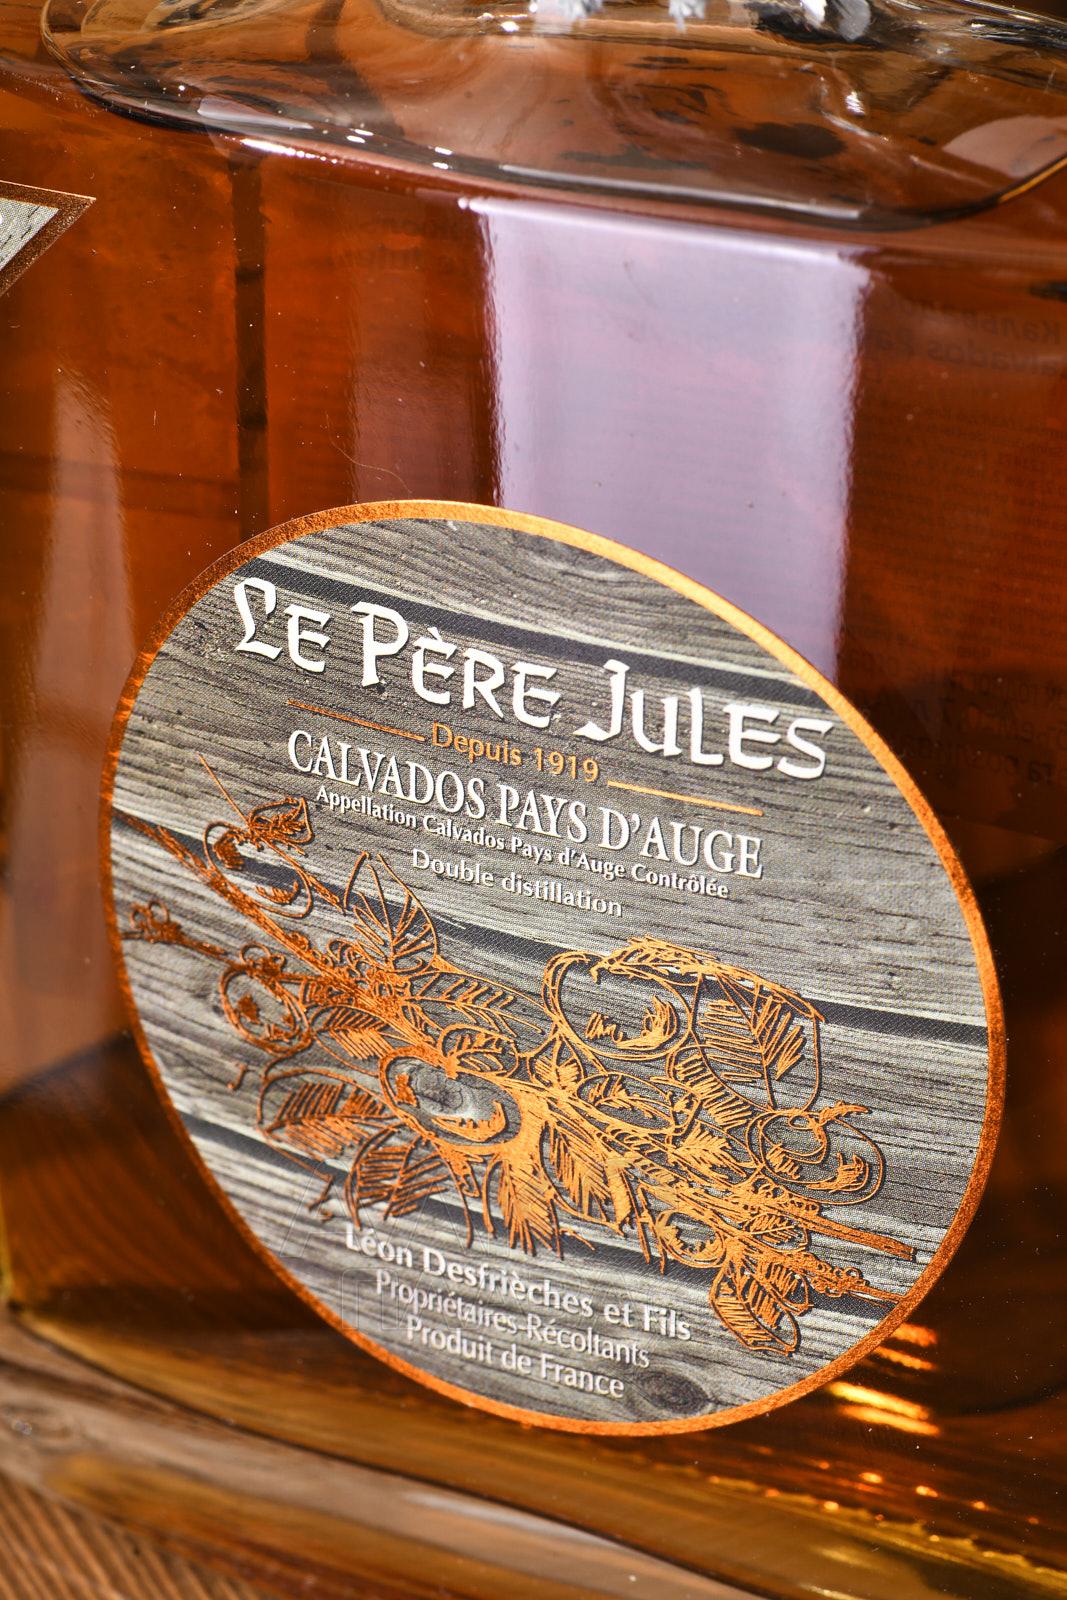 Le Père Jules
Depuis 1919
CALVADOS PAYS D'AUGE
Appellation Calvados Pays d'Auge Contrôlée
Double distillation
Léon Desfrièches et Fils
Propriétaires-Récoltants
Produit de France